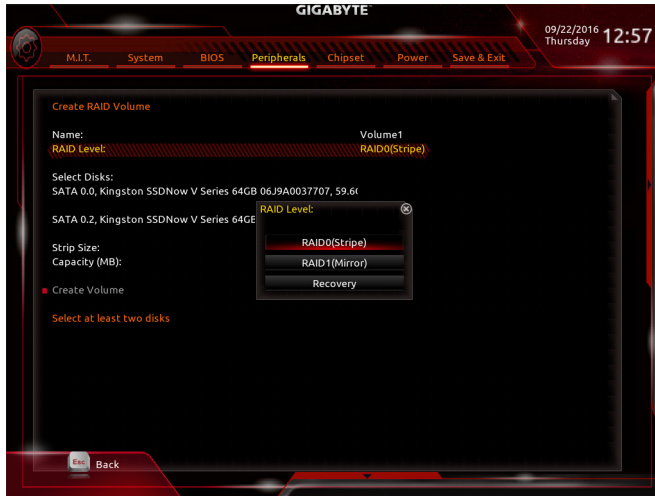 GIGABYTE
09/22/2016 12:57
Thursday
M.I.T. System BIOS Peripherals Chipset Power Save & Exit
Create RAID Volume
Name: Volume1
RAID Level: RAID0(Stripe)
Select Disks:
SATA 0.0, Kingston SSDNow V Series 64GB 06J9A0037707, 59.6
SATA 0.2, Kingston SSDNow V Series 64GB
RAID Level:
RAID0(Stripe)
RAID1(Mirror)
Recovery
Strip Size:
Capacity (MB):
Create Volume
Select at least two disks
Esc Back